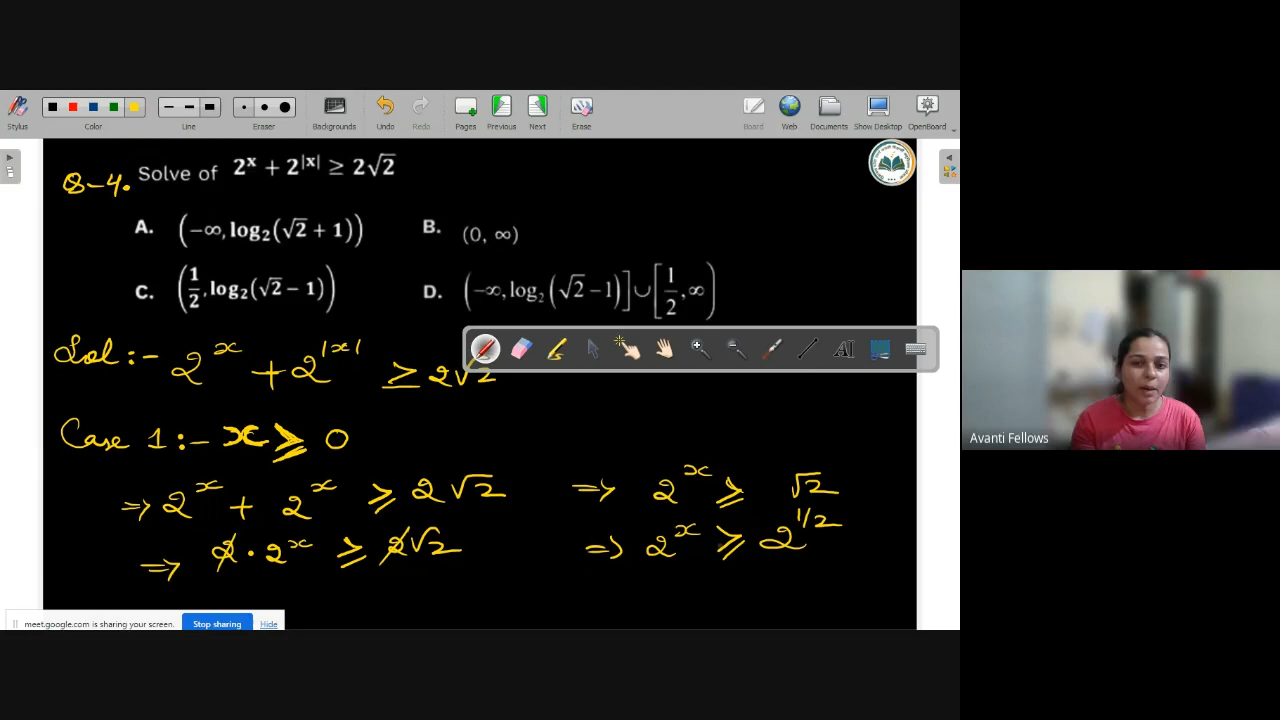 Stylus Color Line Eraser Backgrounds Undo Redo Pages Previous Next Erase Board Web Documents Show Desktop OpenBoard
Q-4. Solve of 2^x + 2^|x| ≥ 2√2
A. (−∞, log₂(√2 + 1)) B. (0, ∞)
C. (1/2, log₂(√2 − 1)) D. (−∞, log₂(√2−1)] ∪ [1/2, ∞)
Sol :- 2^x + 2^|x| ≥ 2√2
Case 1 :- x ≥ 0
⇒ 2^x + 2^x ≥ 2√2 ⇒ 2^x ≥ √2
⇒ 2 · 2^x ≥ 2√2 ⇒ 2^x ≥ 2^1/2
Avanti Fellows
meet.google.com is sharing your screen. Stop sharing Hide